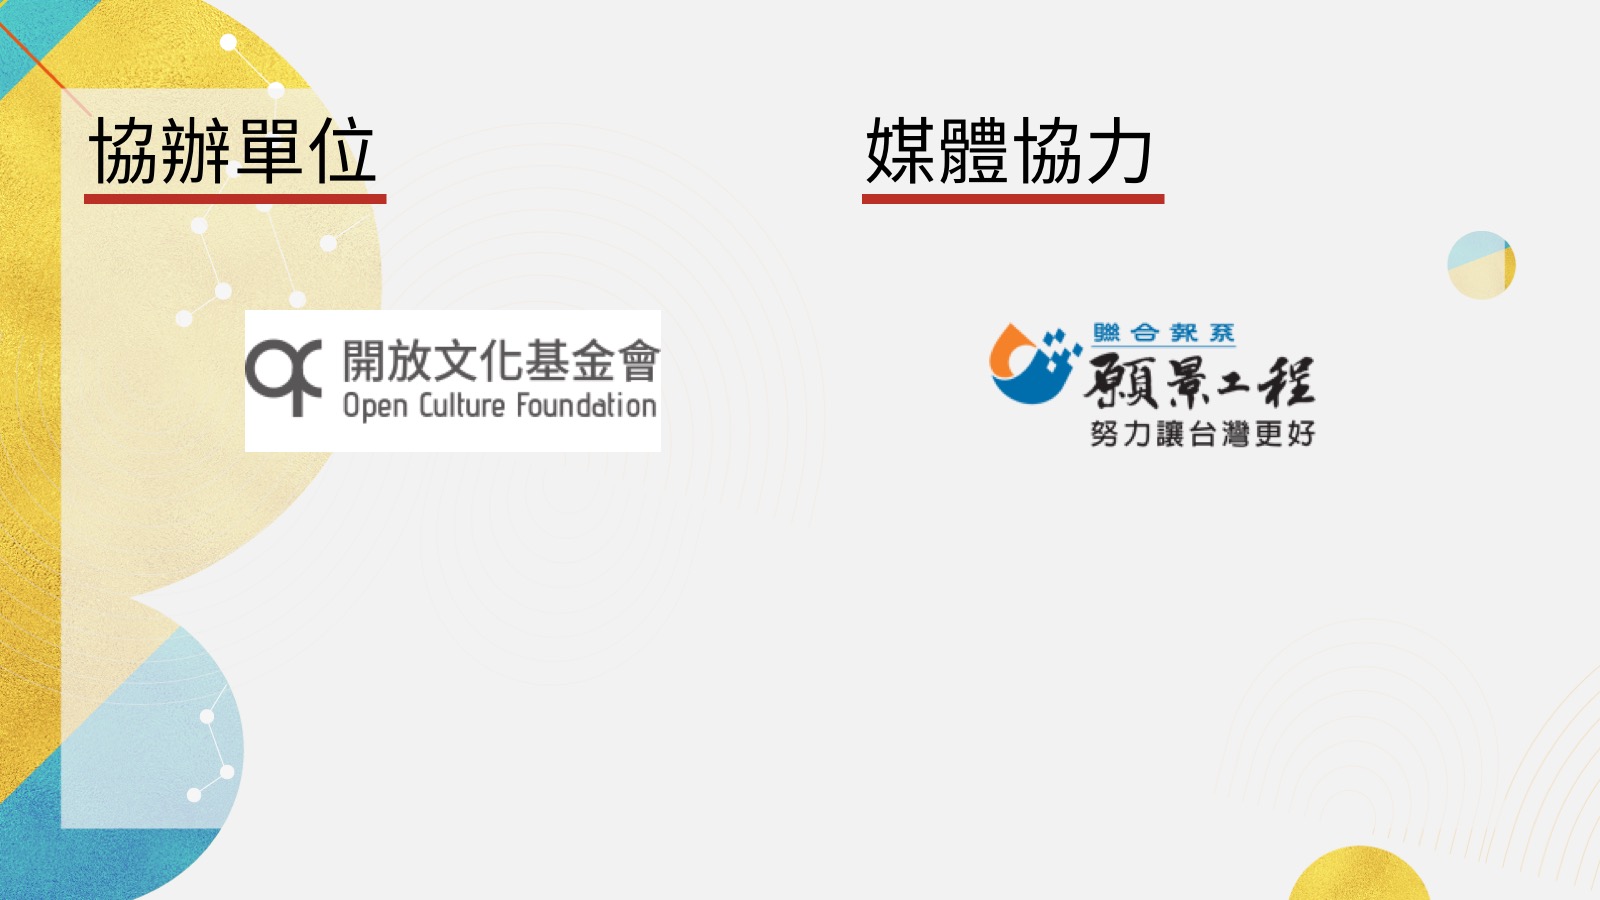 協辦單位
開放文化基金會
Open Culture Foundation
媒體協力
聯合報系
願景工程
努力讓台灣更好